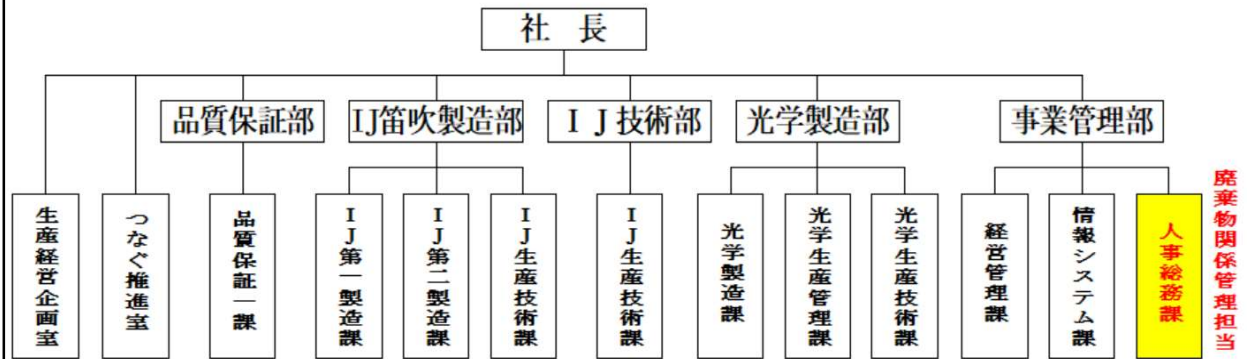 社 長
品質保証部
IJ笛吹製造部
I J 技術部
光学製造部
事業管理部
生産経営企画室
つなぐ推進室
品質保証一課
IJ第一製造課
IJ第二製造課
IJ生産技術課
IJ生産技術課
光学製造課
光学生産管理課
光学生産技術課
経営管理課
情報システム課
人事総務課
廃棄物関係管理担当